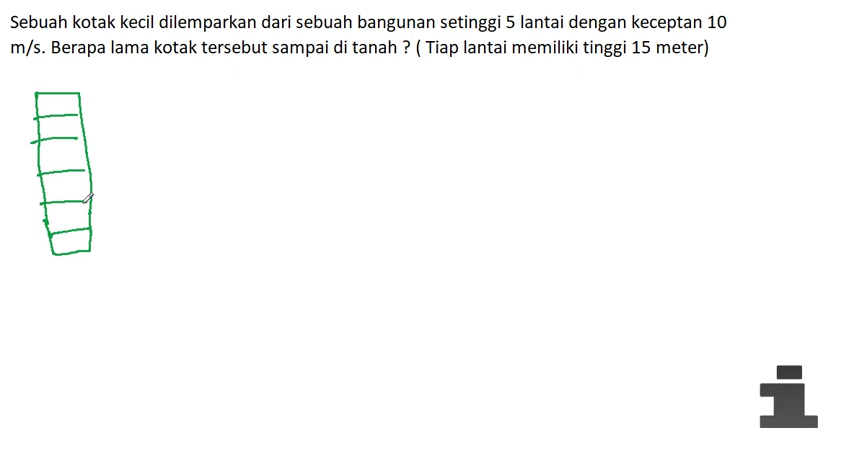 Sebuah kotak kecil dilemparkan dari sebuah bangunan setinggi 5 lantai dengan keceptan 10
m/s. Berapa lama kotak tersebut sampai di tanah ? ( Tiap lantai memiliki tinggi 15 meter)